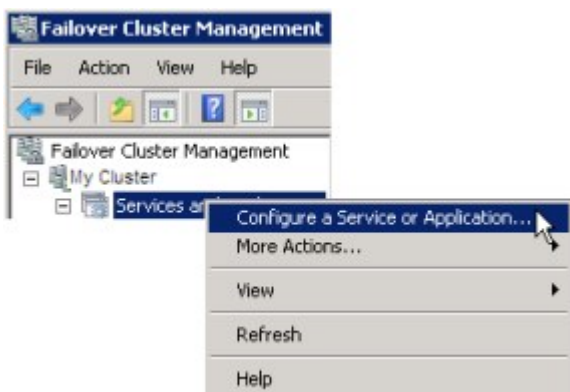 Failover Cluster Management
File Action View Help
Failover Cluster Management
My Cluster
Services
Configure a Service or Application...
More Actions...
View
Refresh
Help